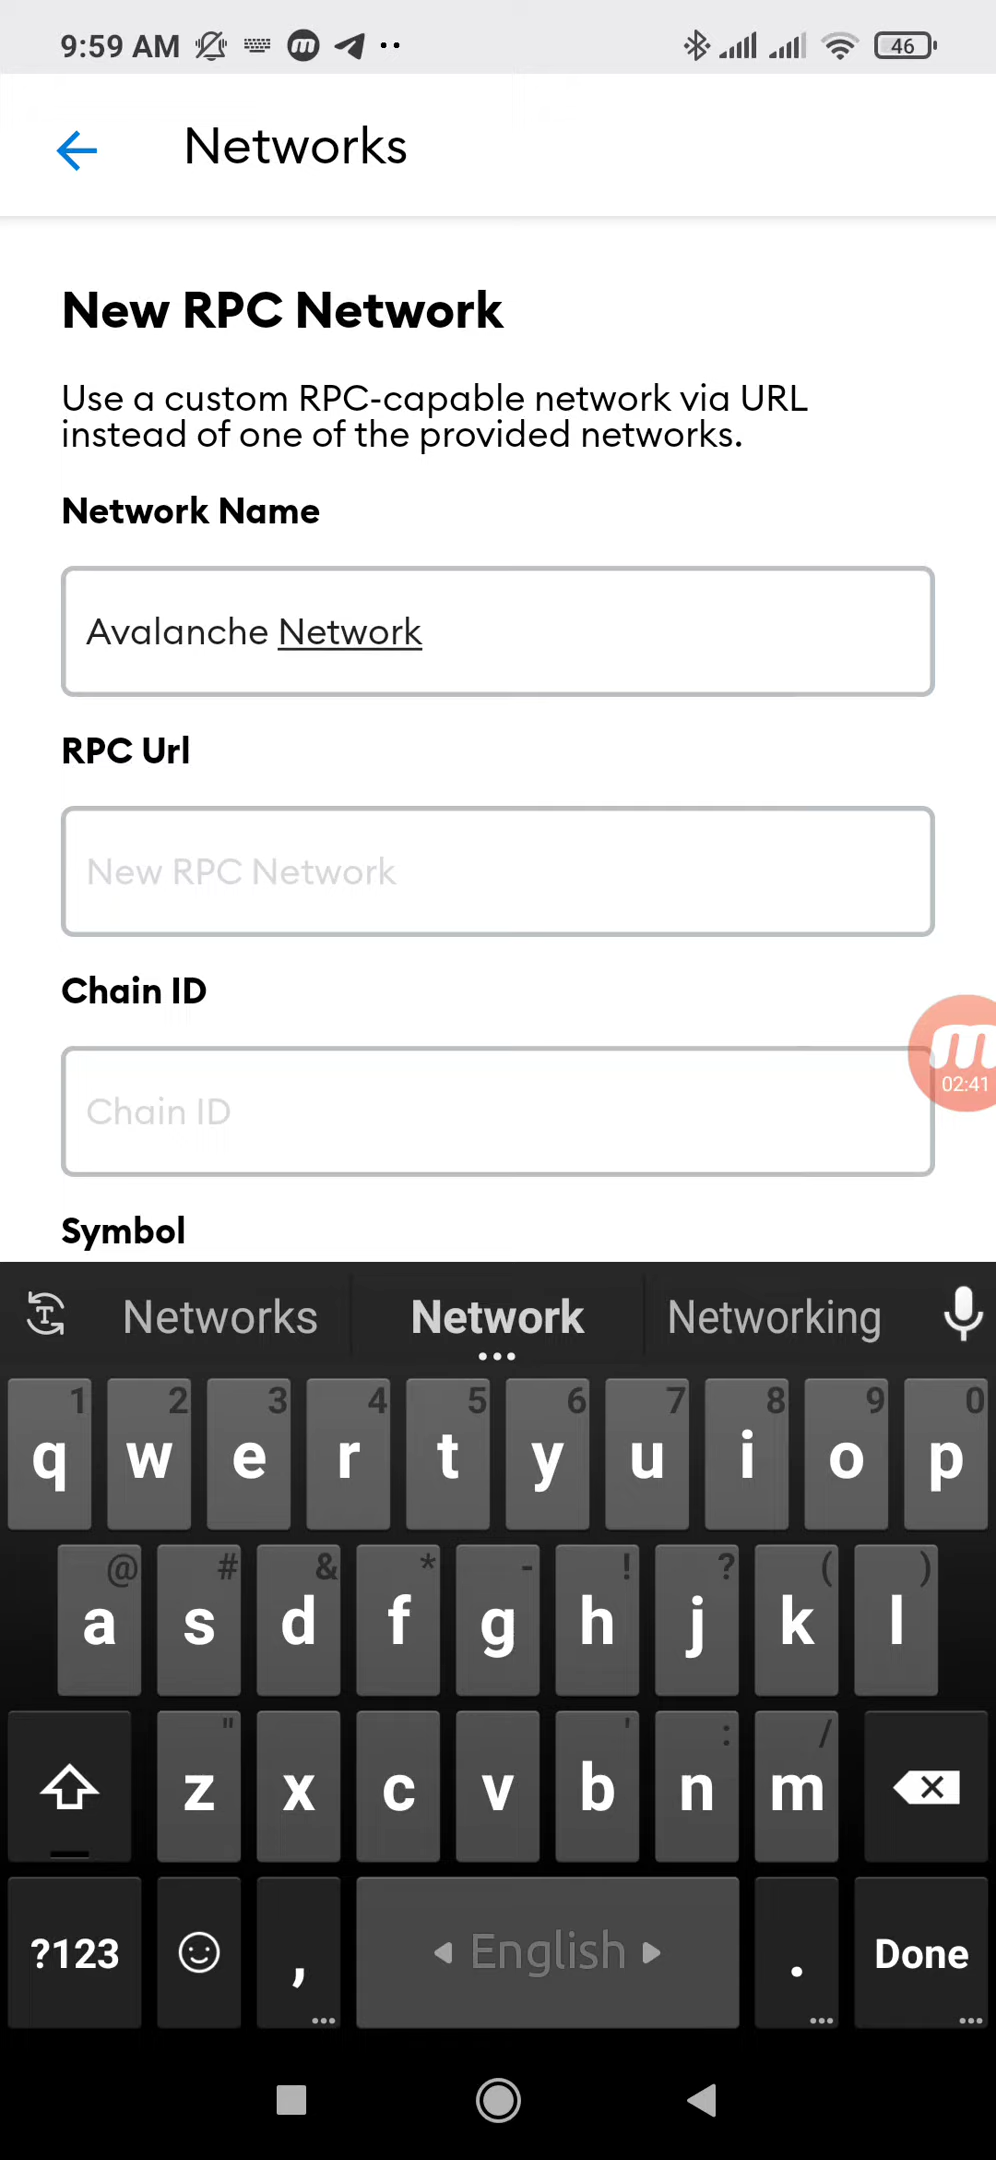 9:59 AM
46
Networks
New RPC Network
Use a custom RPC-capable network via URL
instead of one of the provided networks.
Network Name
Avalanche Network
RPC Url
New RPC Network
Chain ID
Chain ID
02:41
Symbol
Networks Network Networking
1 2 3 4 5 6 7 8 9 0
q w e r t y u i o p
@ # & * - ! ? ( )
a s d f g h j k l
" ' : /
z x c v b n m
?123 , English . Done